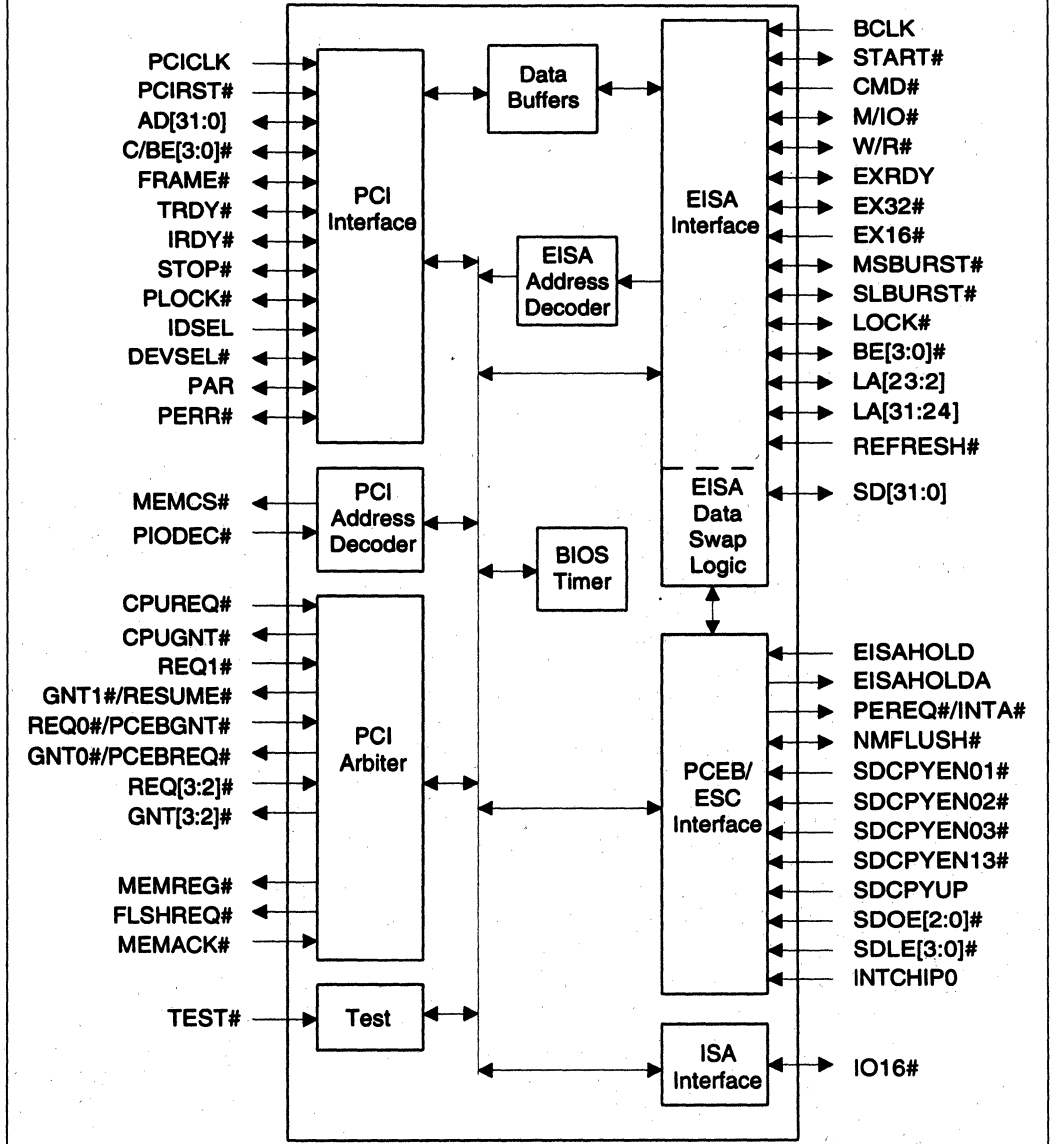 PCICLK
PCIRST#
AD[31:0]
C/BE[3:0]#
FRAME#
TRDY#
IRDY#
STOP#
PLOCK#
IDSEL
DEVSEL#
PAR
PERR#
MEMCS#
PIODEC#
CPUREQ#
CPUGNT#
REQ1#
GNT1#/RESUME#
REQ0#/PCEBGNT#
GNT0#/PCEBREQ#
REQ[3:2]#
GNT[3:2]#
MEMREG#
FLSHREQ#
MEMACK#
TEST#
PCI
Interface
PCI
Address
Decoder
PCI
Arbiter
Test
Data
Buffers
EISA
Address
Decoder
BIOS
Timer
EISA
Interface
EISA
Data
Swap
Logic
PCEB/
ESC
Interface
ISA
Interface
BCLK
START#
CMD#
M/IO#
W/R#
EXRDY
EX32#
EX16#
MSBURST#
SLBURST#
LOCK#
BE[3:0]#
LA[23:2]
LA[31:24]
REFRESH#
SD[31:0]
EISAHOLD
EISAHOLDA
PEREQ#/INTA#
NMFLUSH#
SDCPYEN01#
SDCPYEN02#
SDCPYEN03#
SDCPYEN13#
SDCPYUP
SDOE[2:0]#
SDLE[3:0]#
INTCHIP0
IO16#